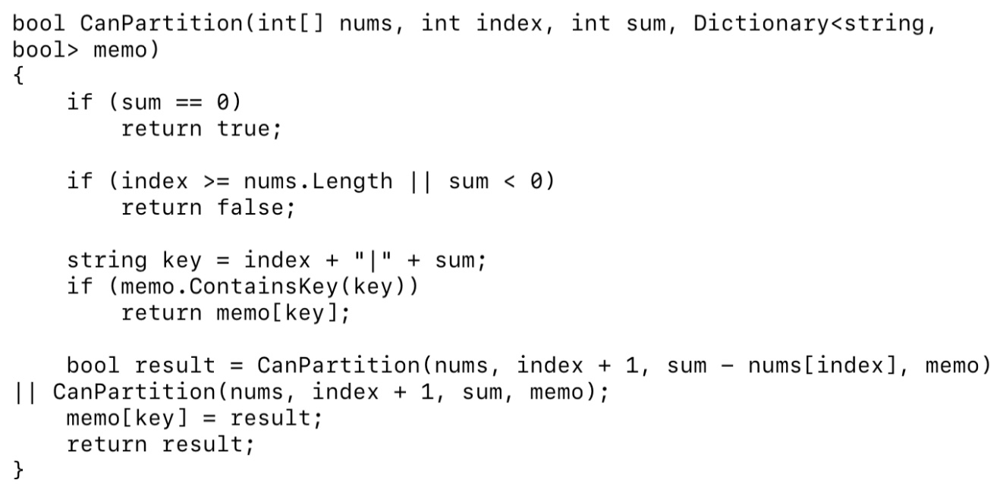 bool CanPartition(int[] nums, int index, int sum, Dictionary<string,
bool> memo)
{
    if (sum == 0)
        return true;

    if (index >= nums.Length || sum < 0)
        return false;

    string key = index + "|" + sum;
    if (memo.ContainsKey(key))
        return memo[key];

    bool result = CanPartition(nums, index + 1, sum - nums[index], memo)
|| CanPartition(nums, index + 1, sum, memo);
    memo[key] = result;
    return result;
}